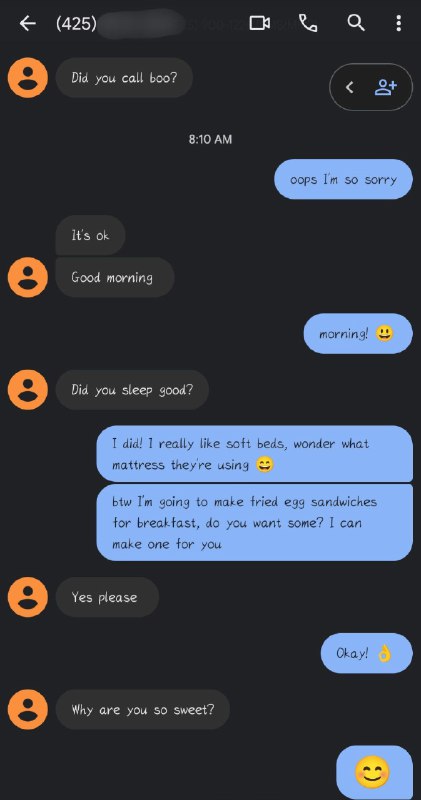 (425)
Did you call boo?
8:10 AM
oops I'm so sorry
It's ok
Good morning
morning! 😃
Did you sleep good?
I did! I really like soft beds, wonder what
mattress they're using 😄
btw I'm going to make fried egg sandwiches
for breakfast, do you want some? I can
make one for you
Yes please
Okay! 👌
Why are you so sweet?
😊